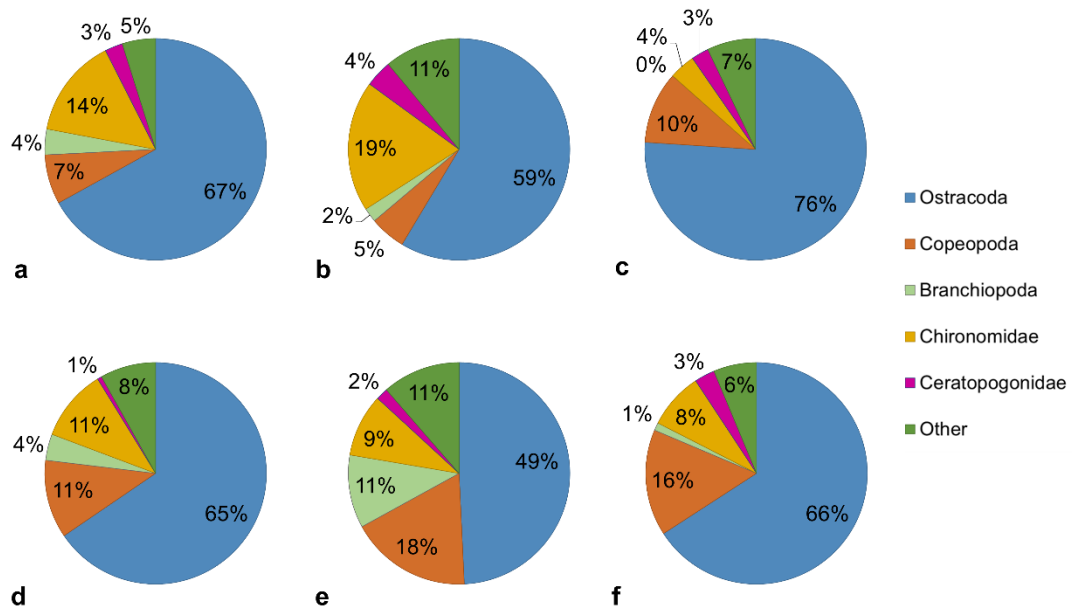 3% 5%
14%
4%
7%
67%
a
4% 11%
19%
59%
2%
5%
b
3%
4%
0% 7%
10%
76%
c
Ostracoda
Copeopoda
Branchiopoda
Chironomidae
Ceratopogonidae
Other
1%
8%
11%
4%
11%
65%
d
2% 11%
9%
49%
11%
18%
e
3%
6%
1% 8%
16%
66%
f